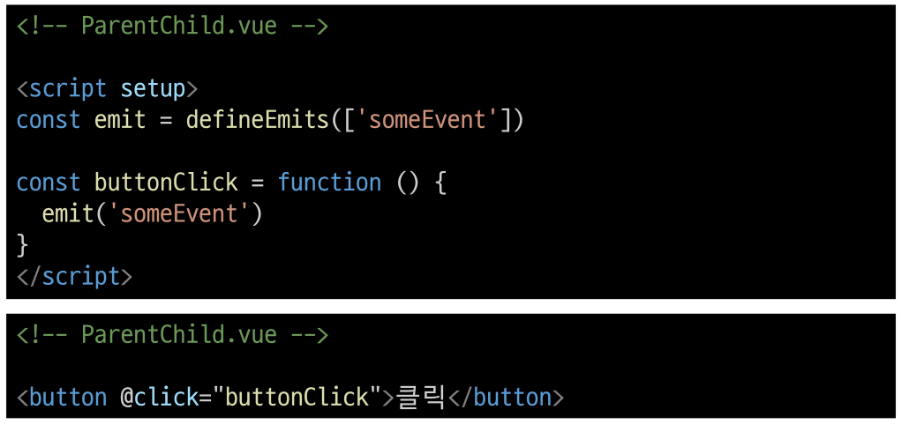 <!-- ParentChild.vue -->
<script setup>
const emit = defineEmits(['someEvent'])
const buttonClick = function () {
  emit('someEvent')
}
</script>
<!-- ParentChild.vue -->
<button @click="buttonClick">클릭</button>